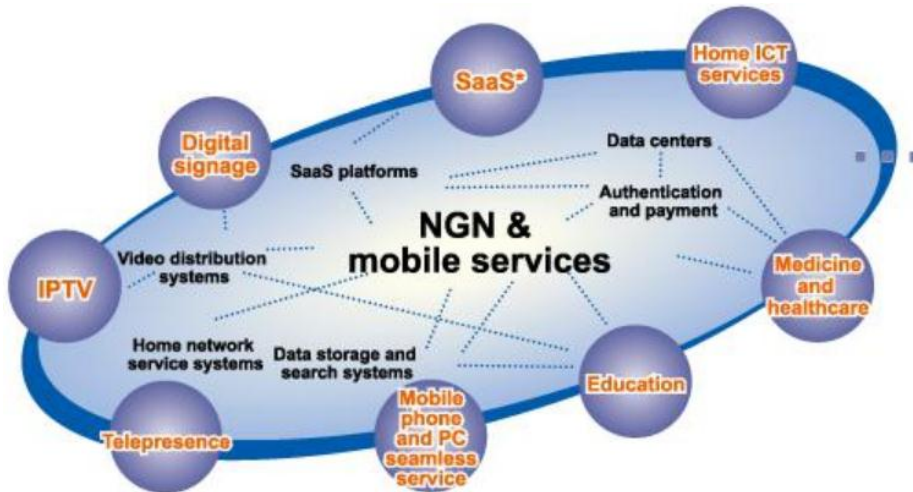 Home ICT
services
SaaS*
Digital
signage
Data centers
SaaS platforms
Authentication
and payment
NGN &
mobile services
Video distribution
systems
IPTV
Medicine
and
healthcare
Home network
service systems
Data storage and
search systems
Education
Mobile
phone
and PC
seamless
service
Telepresence